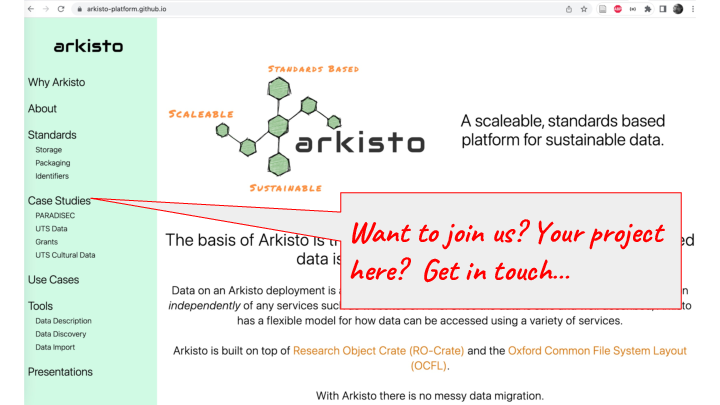 arkisto-platform.github.io
arkisto
Why Arkisto
About
Standards
Storage
Packaging
Identifiers
Case Studies
PARADISEC
UTS Data
Grants
UTS Cultural Data
Use Cases
Tools
Data Description
Data Discovery
Data Import
Presentations
STANDARDS BASED
SCALEABLE
arkisto
SUSTAINABLE
A scaleable, standards based
platform for sustainable data.
Want to join us? Your project
here? Get in touch...
The basis of Arkisto is
data is
Data on an Arkisto deployment is
independently of any services
has a flexible model for how data can be accessed using a variety of services.
Arkisto is built on top of Research Object Crate (RO-Crate) and the Oxford Common File System Layout
(OCFL).
With Arkisto there is no messy data migration.